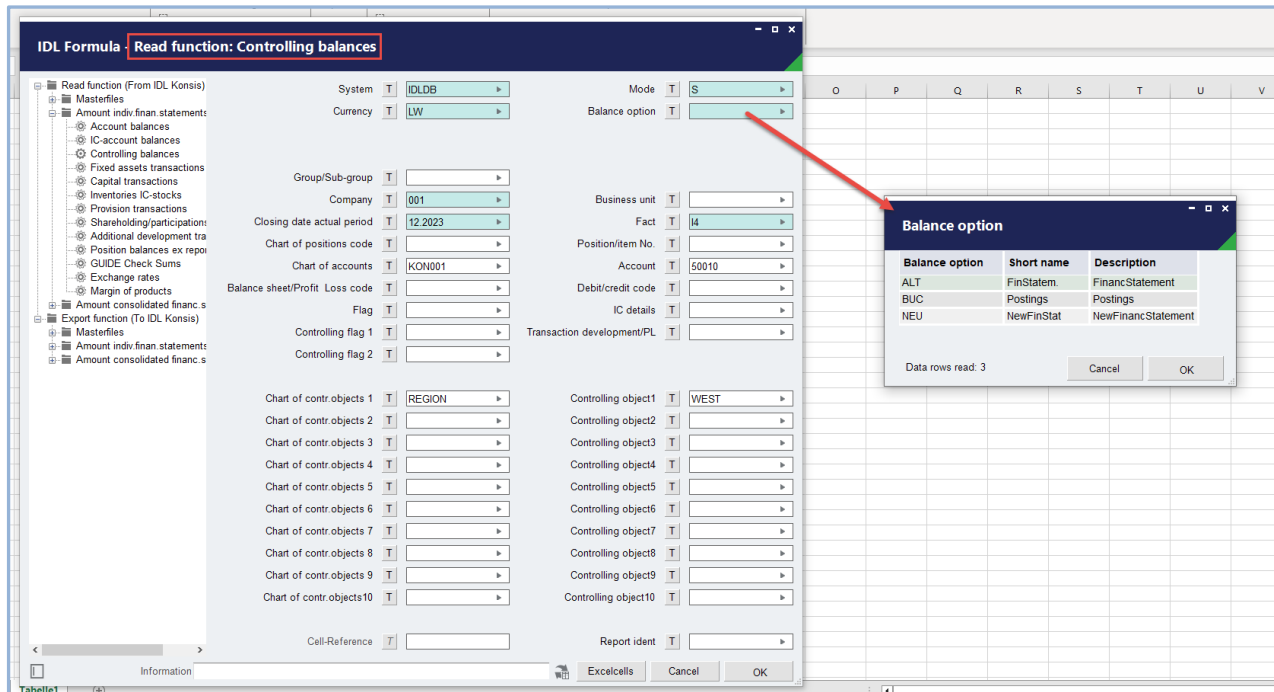 IDL Formula - Read function: Controlling balances
Read function (From IDL Konsis)
Masterfiles
Amount indiv.finan.statements
Account balances
IC-account balances
Controlling balances
Fixed assets transactions
Capital transactions
Inventories IC-stocks
Provision transactions
Shareholding/participations
Additional development tra
Position balances ex repor
GUIDE Check Sums
Exchange rates
Margin of products
Amount consolidated financ.s
Export function (To IDL Konsis)
Masterfiles
Amount indiv.finan.statements
Amount consolidated financ.s
System T IDLDB Mode T S
Currency T LW Balance option T
Group/Sub-group T
Company T 001 Business unit T
Closing date actual period T 12.2023 Fact T I4
Chart of positions code T Position/item No. T
Chart of accounts T KON001 Account T 50010
Balance sheet/Profit Loss code T Debit/credit code T
Flag T IC details T
Controlling flag 1 T Transaction development/PL T
Controlling flag 2 T
Chart of contr.objects 1 T REGION Controlling object1 T WEST
Chart of contr.objects 2 T Controlling object2 T
Chart of contr.objects 3 T Controlling object3 T
Chart of contr.objects 4 T Controlling object4 T
Chart of contr.objects 5 T Controlling object5 T
Chart of contr.objects 6 T Controlling object6 T
Chart of contr.objects 7 T Controlling object7 T
Chart of contr.objects 8 T Controlling object8 T
Chart of contr.objects 9 T Controlling object9 T
Chart of contr.objects10 T Controlling object10 T
Cell-Reference T Report ident T
Information Excelcells Cancel OK
O P Q R S T U V
Balance option
Balance option Short name Description
ALT FinStatem. FinancStatement
BUC Postings Postings
NEU NewFinStat NewFinancStatement
Data rows read: 3 Cancel OK
Tabelle1